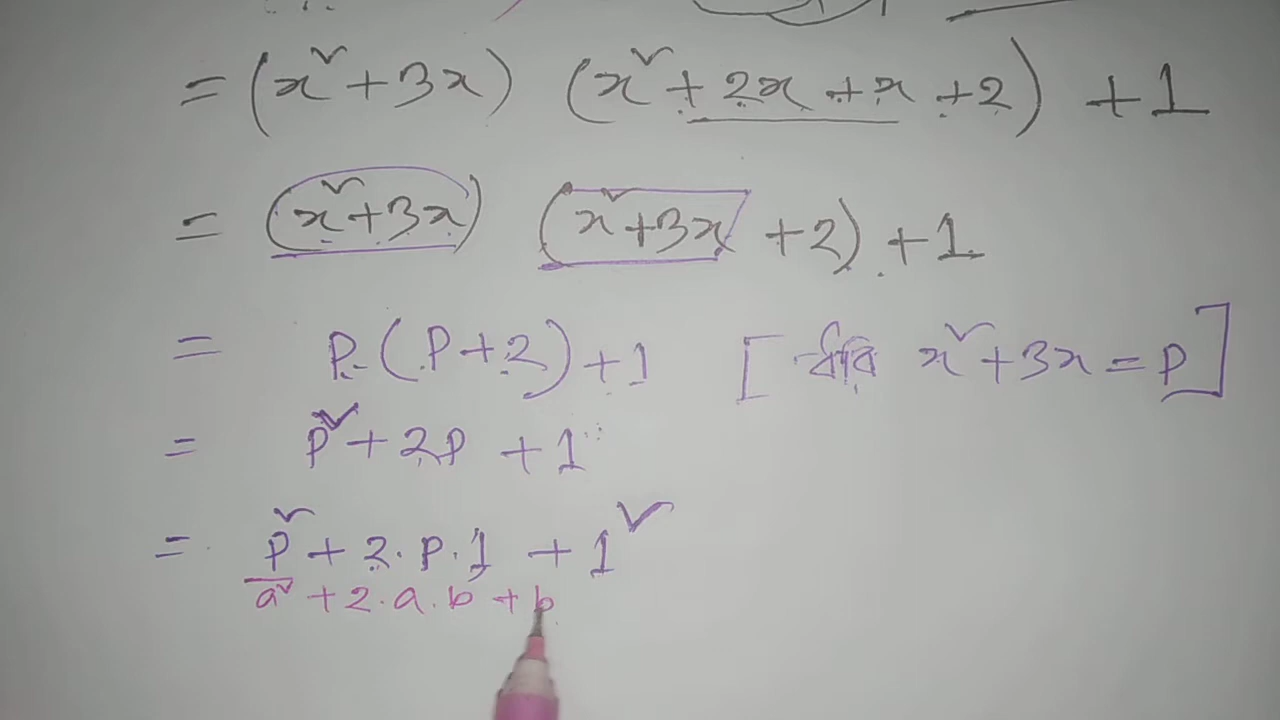 = (x² + 3x) (x² + 2x + x + 2) + 1
= (x² + 3x) (x² + 3x + 2) + 1
= P (P + 2) + 1 [ ধরি x² + 3x = P ]
= P² + 2P + 1
= P² + 2·P·1 + 1²
a² + 2·a·b + b